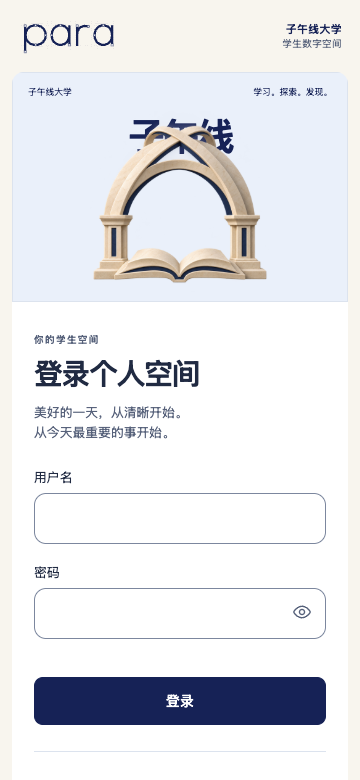 para
子午线大学
学生数字空间
子午线大学
学习。探索。发现。
子午线
你的学生空间
登录个人空间
美好的一天，从清晰开始。
从今天最重要的事开始。
用户名
密码
登录